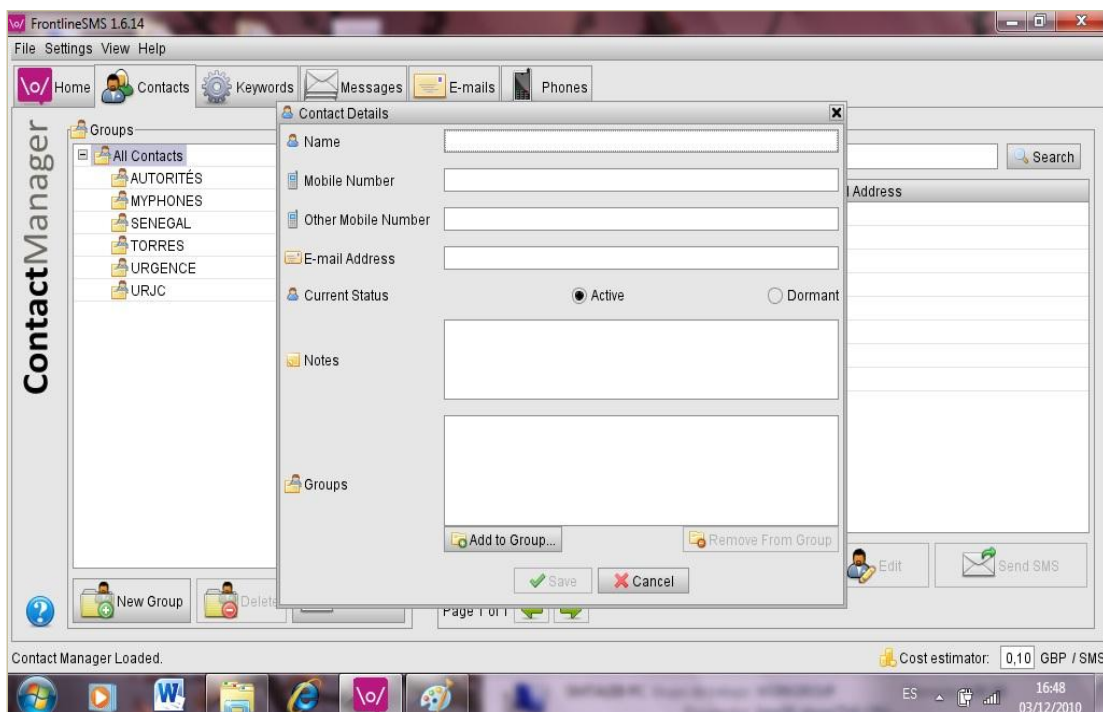 \o/ FrontlineSMS 1.6.14
File Settings View Help
\o/ Home Contacts Keywords Messages E-mails Phones
ContactManager
Groups
All Contacts
AUTORITÉS
MYPHONES
SENEGAL
TORRES
URGENCE
URJC
New Group
Delete
Contact Details
Name
Mobile Number
Other Mobile Number
E-mail Address
Current Status Active Dormant
Notes
Groups
Add to Group... Remove From Group
Save Cancel
Search
l Address
Edit Send SMS
Page 1 of 1
Contact Manager Loaded.
Cost estimator: 0,10 GBP / SMS
\o/
ES 16:48
03/12/2010